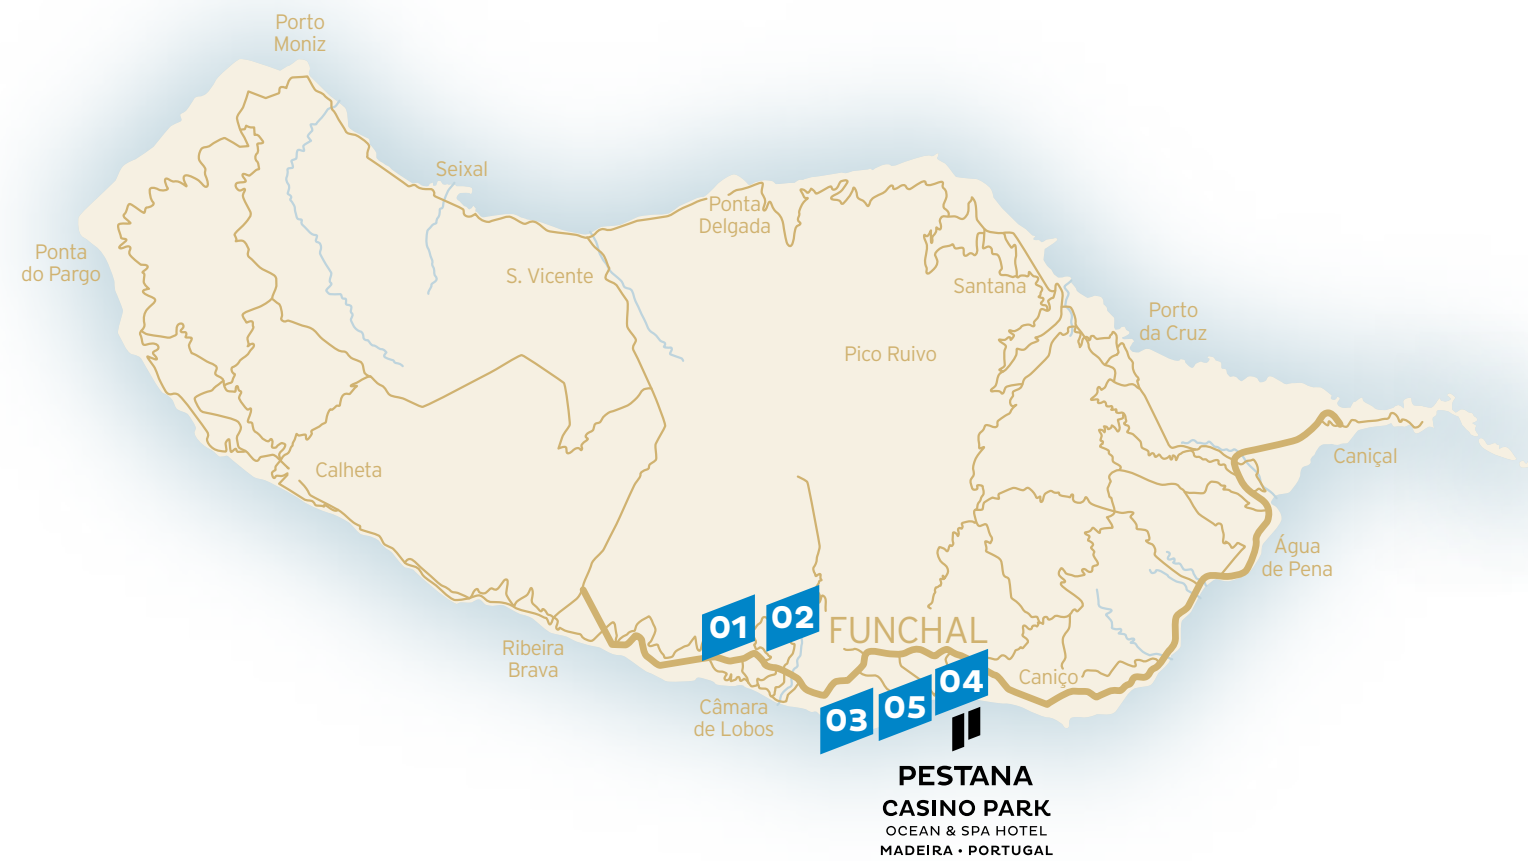 Porto
Moniz
Seixal
Ponta
Delgada
Ponta
do Pargo
S. Vicente
Santana
Porto
da Cruz
Pico Ruivo
Calheta
Caniçal
Água
de Pena
01
02
FUNCHAL
Ribeira
Brava
Caniço
04
05
03
Câmara
de Lobos
PESTANA
CASINO PARK
OCEAN & SPA HOTEL
MADEIRA • PORTUGAL